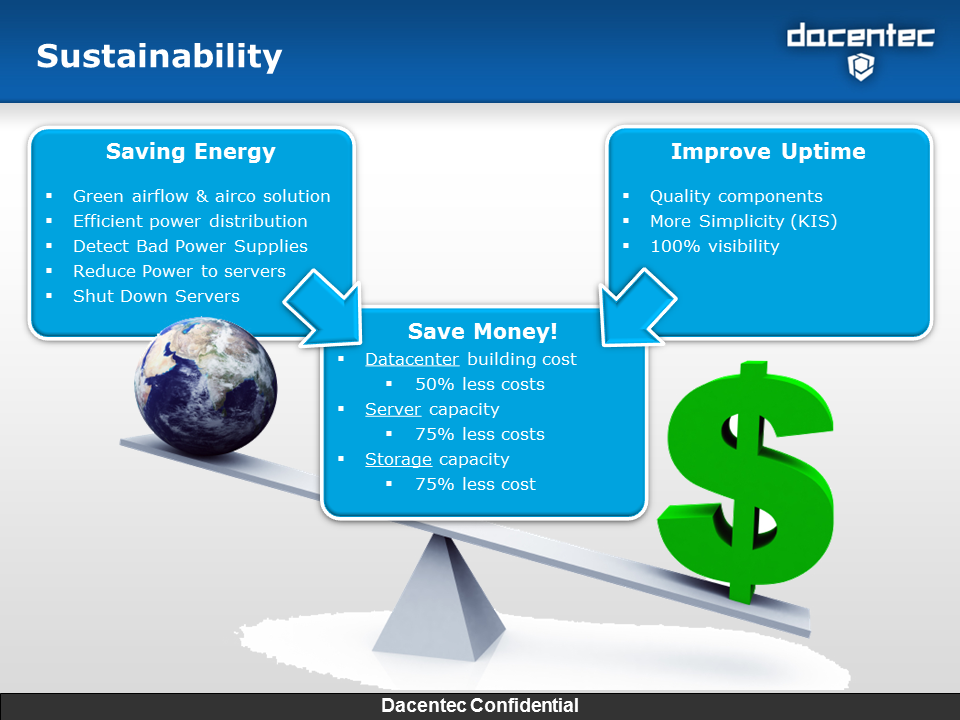 Sustainability
dacentec
Saving Energy
▪ Green airflow & airco solution
▪ Efficient power distribution
▪ Detect Bad Power Supplies
▪ Reduce Power to servers
▪ Shut Down Servers
Improve Uptime
▪ Quality components
▪ More Simplicity (KIS)
▪ 100% visibility
Save Money!
▪ Datacenter building cost
▪ 50% less costs
▪ Server capacity
▪ 75% less costs
▪ Storage capacity
▪ 75% less cost
$
Dacentec Confidential